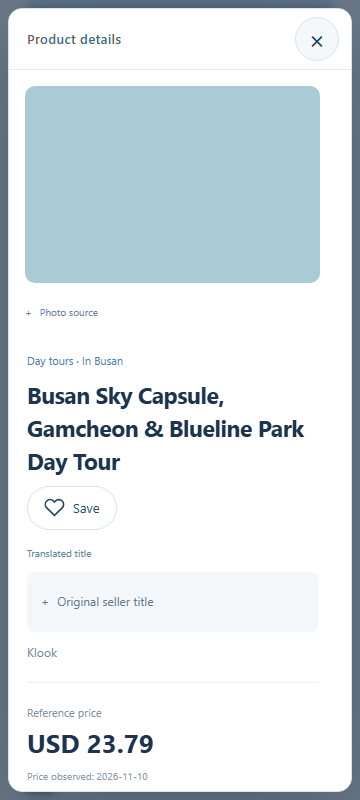 Product details
+ Photo source
Day tours · In Busan
Busan Sky Capsule,
Gamcheon & Blueline Park
Day Tour
Save
Translated title
+ Original seller title
Klook
Reference price
USD 23.79
Price observed: 2026-11-10